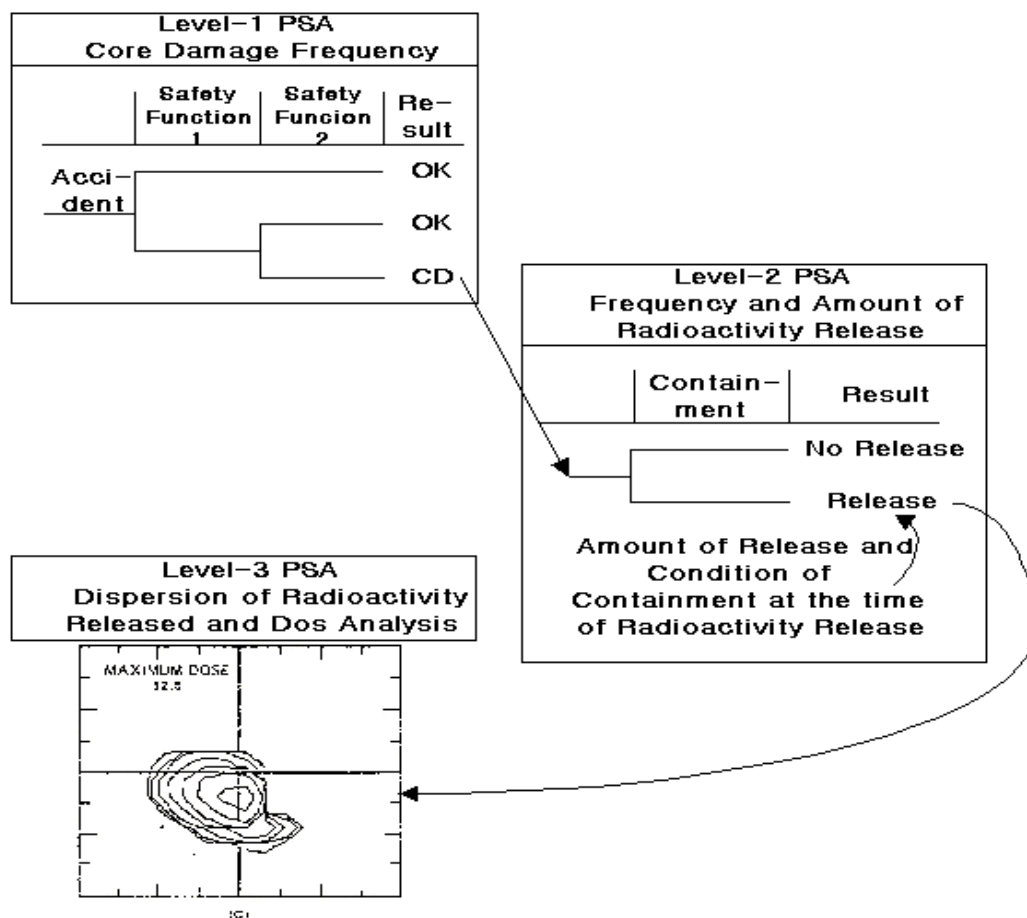 Level-1 PSA
Core Damage Frequency
Safety
Function
1
Safety
Funcion
2
Re-
sult
Acci-
dent
OK
OK
CD
Level-2 PSA
Frequency and Amount of
Radioactivity Release
Contain-
ment
Result
No Release
Release
Amount of Release and
Condition of
Containment at the time
of Radioactivity Release
Level-3 PSA
Dispersion of Radioactivity
Released and Dos Analysis
MAXIMUM DOSE